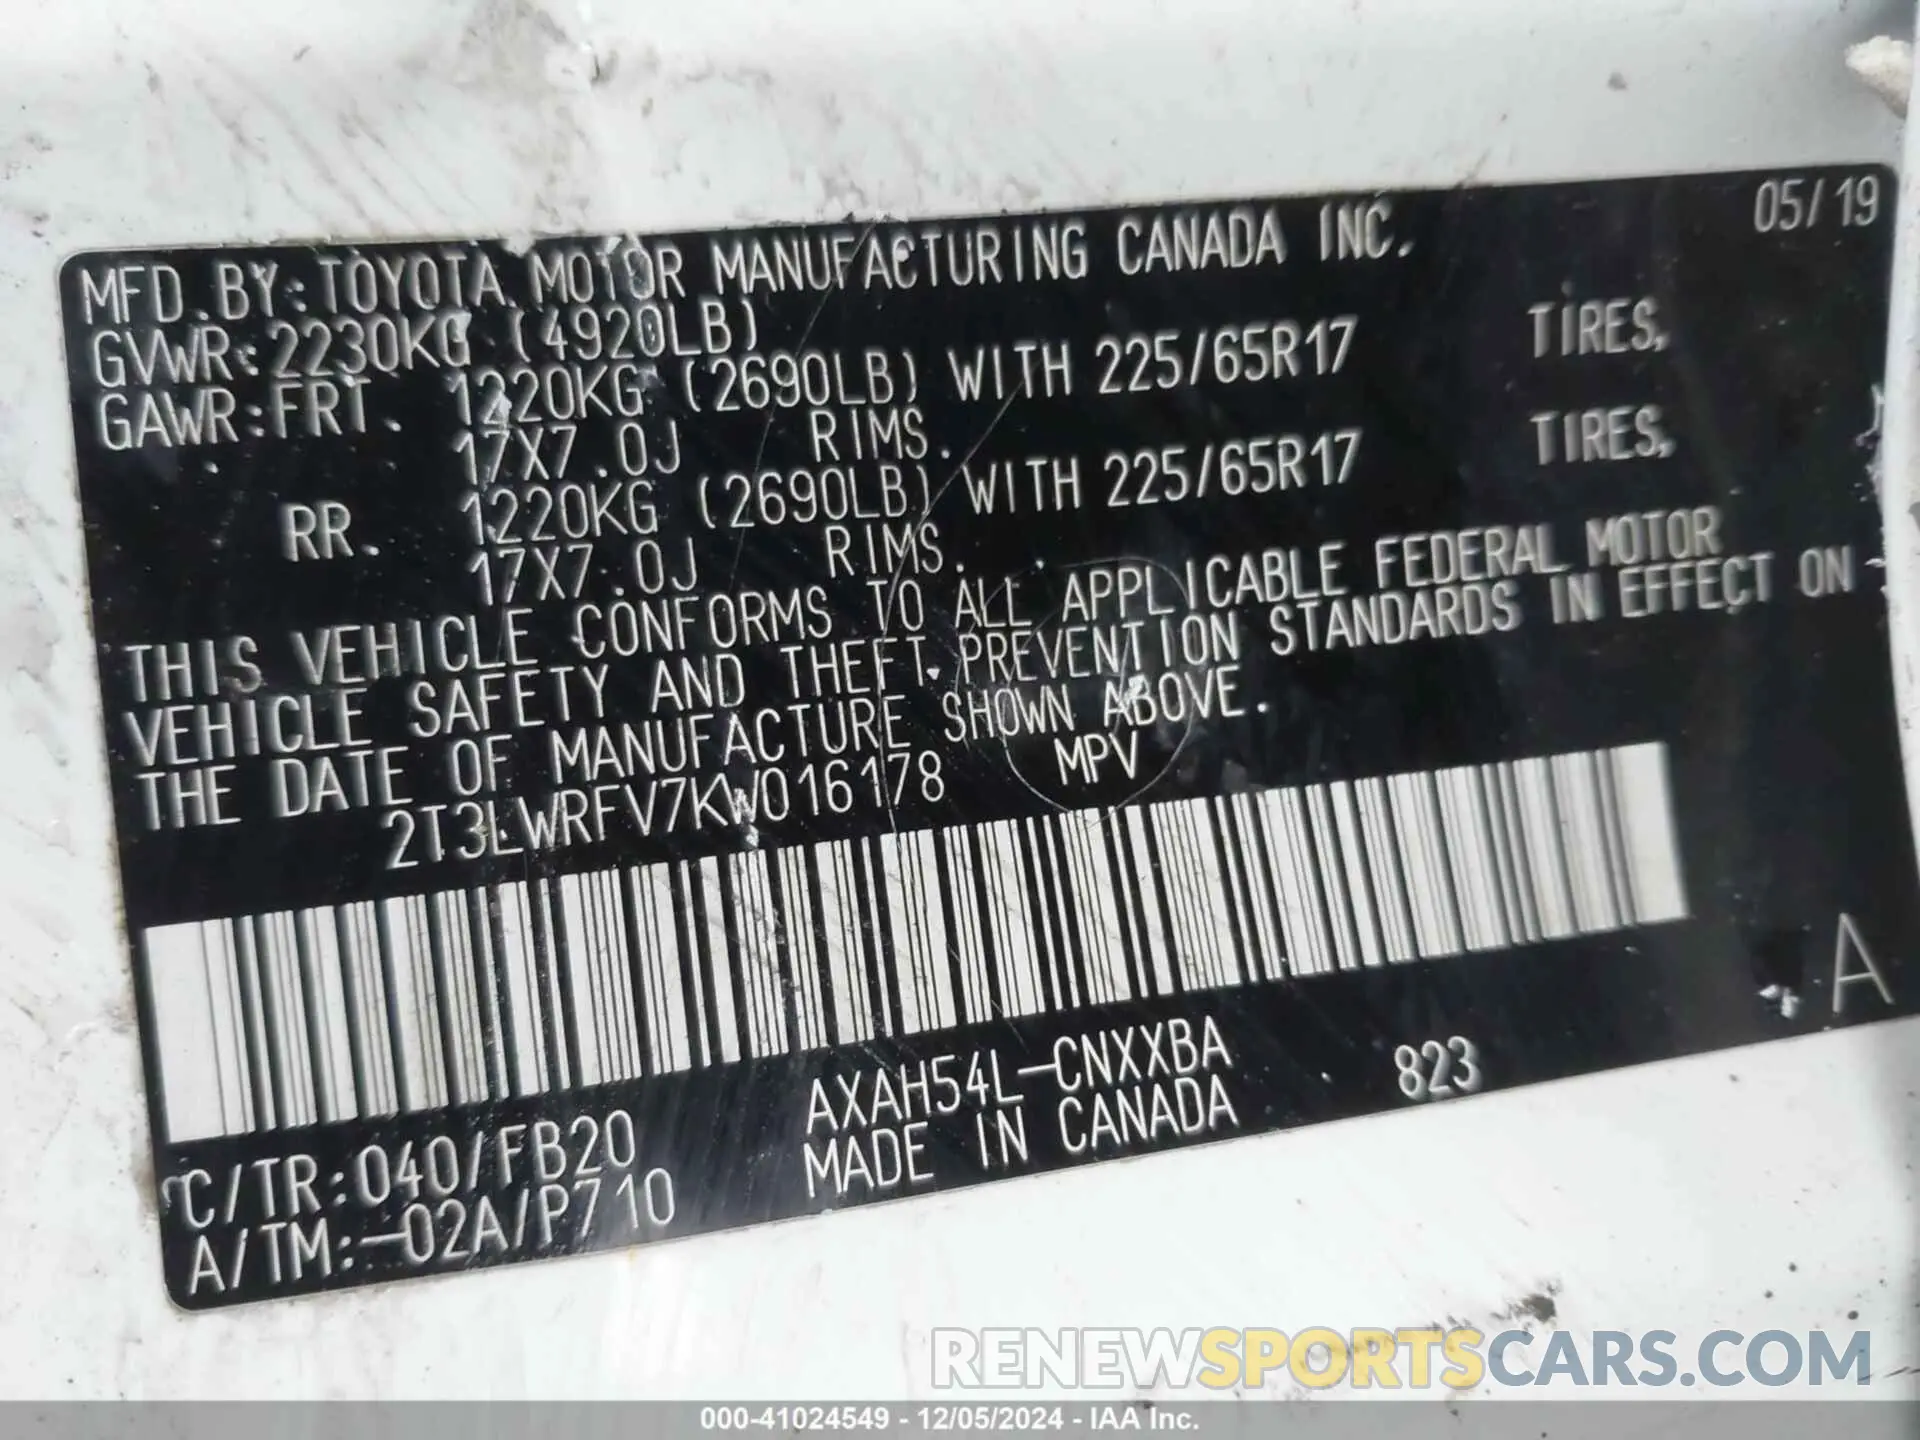 05/19
MFD.BY:TOYOTA MOTOR MANUFACTURING CANADA INC.
GVWR:2230KG (4920LB)
GAWR:FRT. 1220KG (2690LB) WITH 225/65R17 TIRES,
17X7.0J RIMS.
RR. 1220KG (2690LB) WITH 225/65R17 TIRES,
17X7.0J RIMS.
THIS VEHICLE CONFORMS TO ALL APPLICABLE FEDERAL MOTOR
VEHICLE SAFETY AND THEFT PREVENTION STANDARDS IN EFFECT ON
THE DATE OF MANUFACTURE SHOWN ABOVE.
2T3LWRFV7KW016178 MPV
A
AXAH54L-CNXXBA 823
C/TR:040/FB20 MADE IN CANADA
A/TM:-02A/P710
RENEWSPORTSCARS.COM
000-41024549 - 12/05/2024 - IAA Inc.